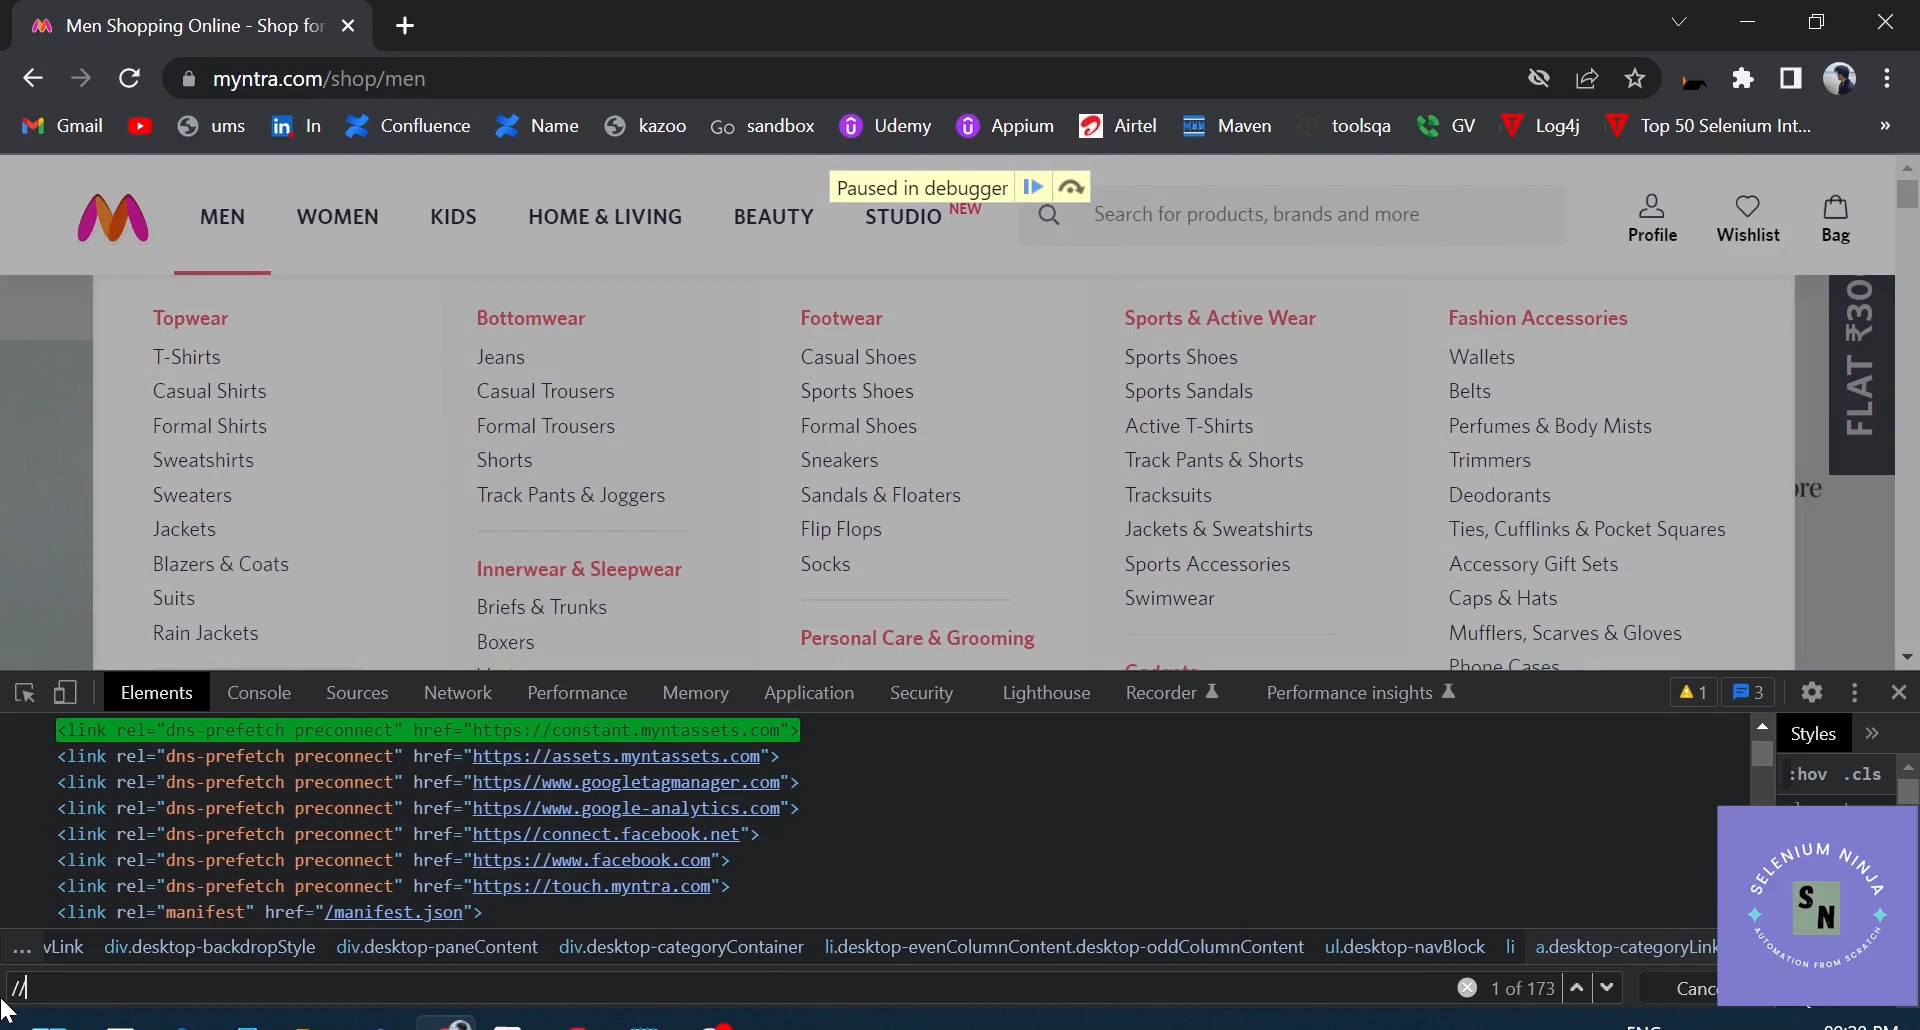 Men Shopping Online - Shop for
myntra.com/shop/men
Gmail ums In Confluence Name kazoo GO sandbox Udemy Appium Airtel Maven toolsqa GV Log4j Top 50 Selenium Int... »
Paused in debugger
MEN WOMEN KIDS HOME & LIVING BEAUTY STUDIO NEW Search for products, brands and more Profile Wishlist Bag
Topwear
T-Shirts
Casual Shirts
Formal Shirts
Sweatshirts
Sweaters
Jackets
Blazers & Coats
Suits
Rain Jackets
Bottomwear
Jeans
Casual Trousers
Formal Trousers
Shorts
Track Pants & Joggers
Innerwear & Sleepwear
Briefs & Trunks
Boxers
Footwear
Casual Shoes
Sports Shoes
Formal Shoes
Sneakers
Sandals & Floaters
Flip Flops
Socks
Personal Care & Grooming
Sports & Active Wear
Sports Shoes
Sports Sandals
Active T-Shirts
Track Pants & Shorts
Tracksuits
Jackets & Sweatshirts
Sports Accessories
Swimwear
Gadgets
Fashion Accessories
Wallets
Belts
Perfumes & Body Mists
Trimmers
Deodorants
Ties, Cufflinks & Pocket Squares
Accessory Gift Sets
Caps & Hats
Mufflers, Scarves & Gloves
Phone Cases
FLAT ₹30
Elements Console Sources Network Performance Memory Application Security Lighthouse Recorder Performance insights 1 3
<link rel="dns-prefetch preconnect" href="https://constant.myntassets.com">
<link rel="dns-prefetch preconnect" href="https://assets.myntassets.com">
<link rel="dns-prefetch preconnect" href="https//www.googletagmanager.com">
<link rel="dns-prefetch preconnect" href="https//www.google-analytics.com">
<link rel="dns-prefetch preconnect" href="https//connect.facebook.net">
<link rel="dns-prefetch preconnect" href="https://www.facebook.com">
<link rel="dns-prefetch preconnect" href="https://touch.myntra.com">
<link rel="manifest" href="/manifest.json">
Styles »
:hov .cls
... vLink div.desktop-backdropStyle div.desktop-paneContent div.desktop-categoryContainer li.desktop-evenColumnContent.desktop-oddColumnContent ul.desktop-navBlock li a.desktop-categoryLink
// 1 of 173 Canc
SELENIUM NINJA
SN
AUTOMATION FROM SCRATCH